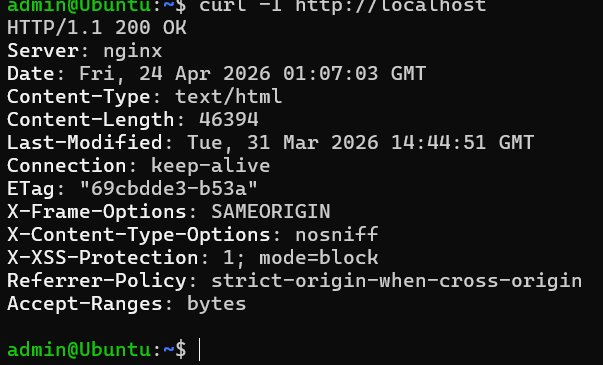 admin@Ubuntu:~$ curl -I http://localhost
HTTP/1.1 200 OK
Server: nginx
Date: Fri, 24 Apr 2026 01:07:03 GMT
Content-Type: text/html
Content-Length: 46394
Last-Modified: Tue, 31 Mar 2026 14:44:51 GMT
Connection: keep-alive
ETag: "69cbdde3-b53a"
X-Frame-Options: SAMEORIGIN
X-Content-Type-Options: nosniff
X-XSS-Protection: 1; mode=block
Referrer-Policy: strict-origin-when-cross-origin
Accept-Ranges: bytes
admin@Ubuntu:~$